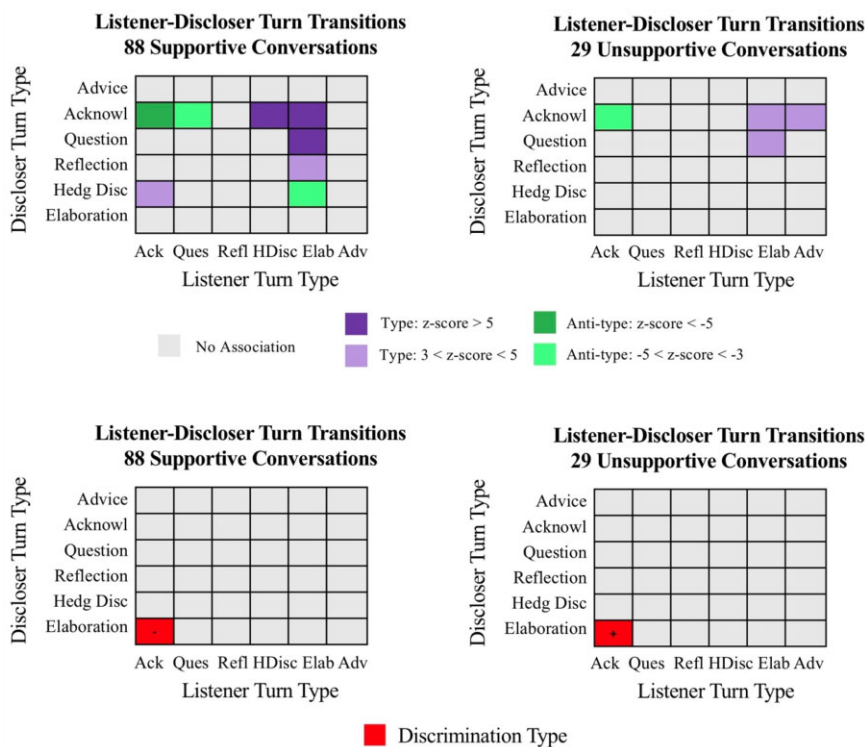 Listener-Discloser Turn Transitions
88 Supportive Conversations
Discloser Turn Type
Advice
Acknowl
Question
Reflection
Hedg Disc
Elaboration
Ack Ques Refl HDisc Elab Adv
Listener Turn Type
Listener-Discloser Turn Transitions
29 Unsupportive Conversations
Discloser Turn Type
Advice
Acknowl
Question
Reflection
Hedg Disc
Elaboration
Ack Ques Refl HDisc Elab Adv
Listener Turn Type
No Association
Type: z-score > 5
Type: 3 < z-score < 5
Anti-type: z-score < -5
Anti-type: -5 < z-score < -3
Listener-Discloser Turn Transitions
88 Supportive Conversations
Discloser Turn Type
Advice
Acknowl
Question
Reflection
Hedg Disc
Elaboration
-
Ack Ques Refl HDisc Elab Adv
Listener Turn Type
Listener-Discloser Turn Transitions
29 Unsupportive Conversations
Discloser Turn Type
Advice
Acknowl
Question
Reflection
Hedg Disc
Elaboration
+
Ack Ques Refl HDisc Elab Adv
Listener Turn Type
Discrimination Type